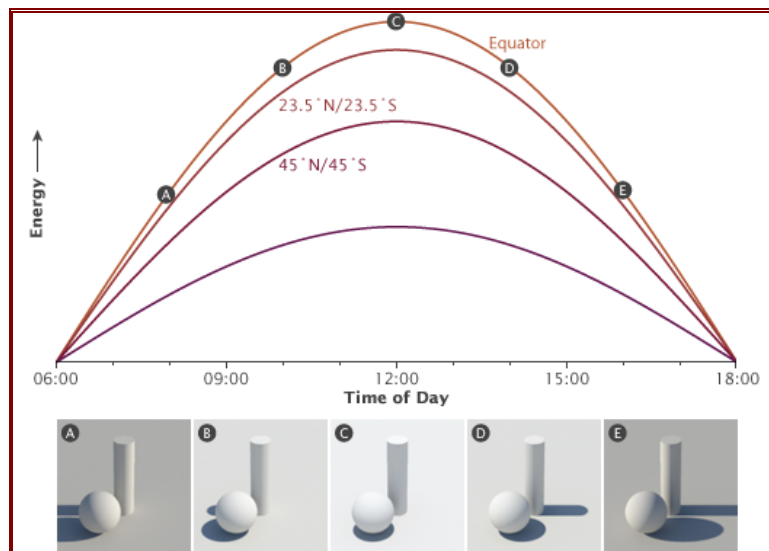 C
Equator
B
D
23.5˚N/23.5˚S
45˚N/45˚S
A
E
Energy
06:00
09:00
12:00
15:00
18:00
Time of Day
A
B
C
D
E